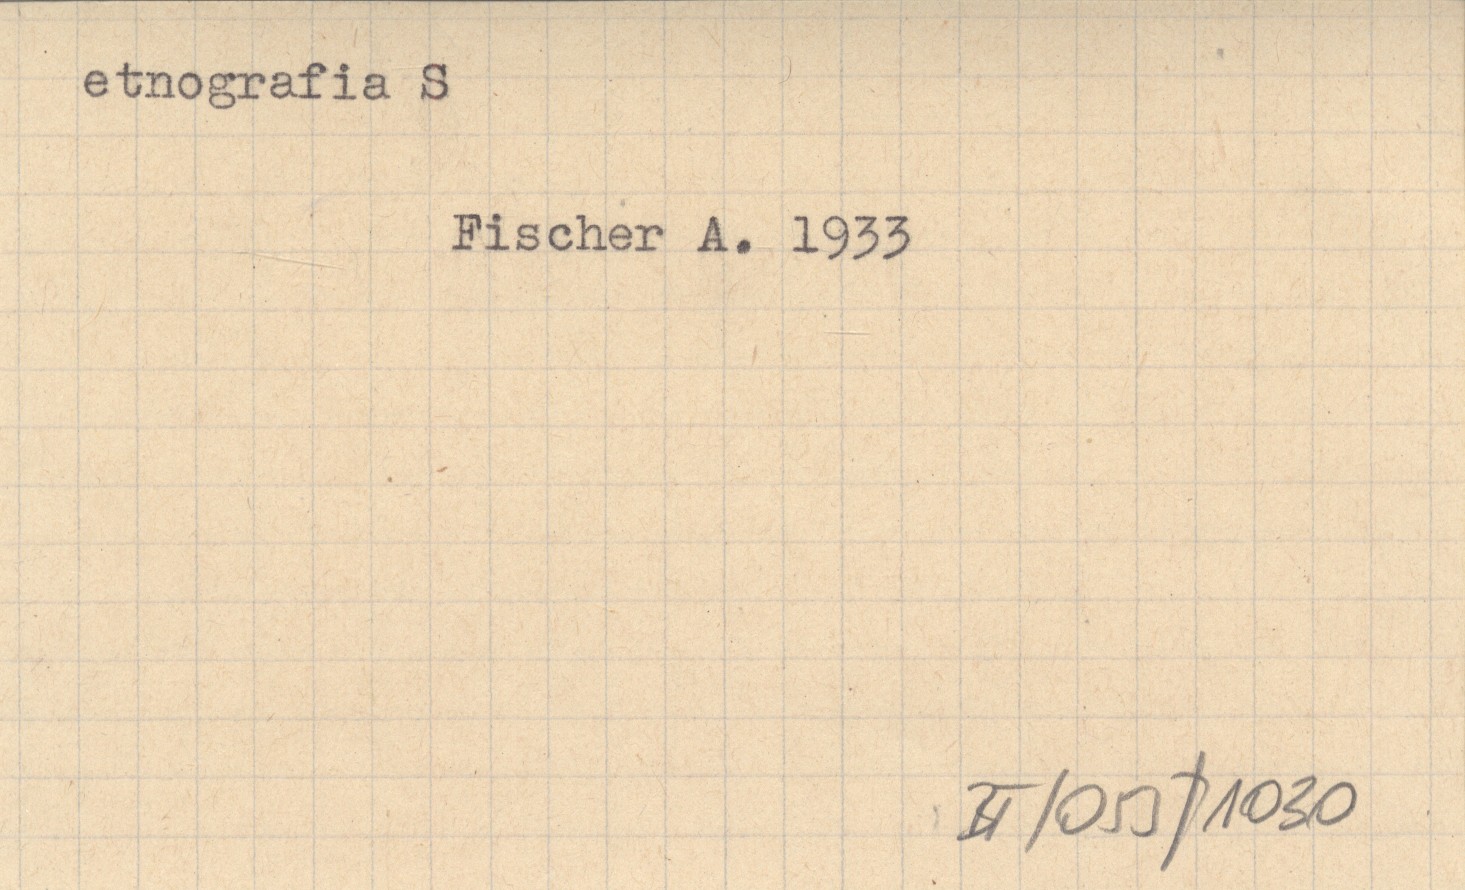 etnografia S
Fischer A. 1933